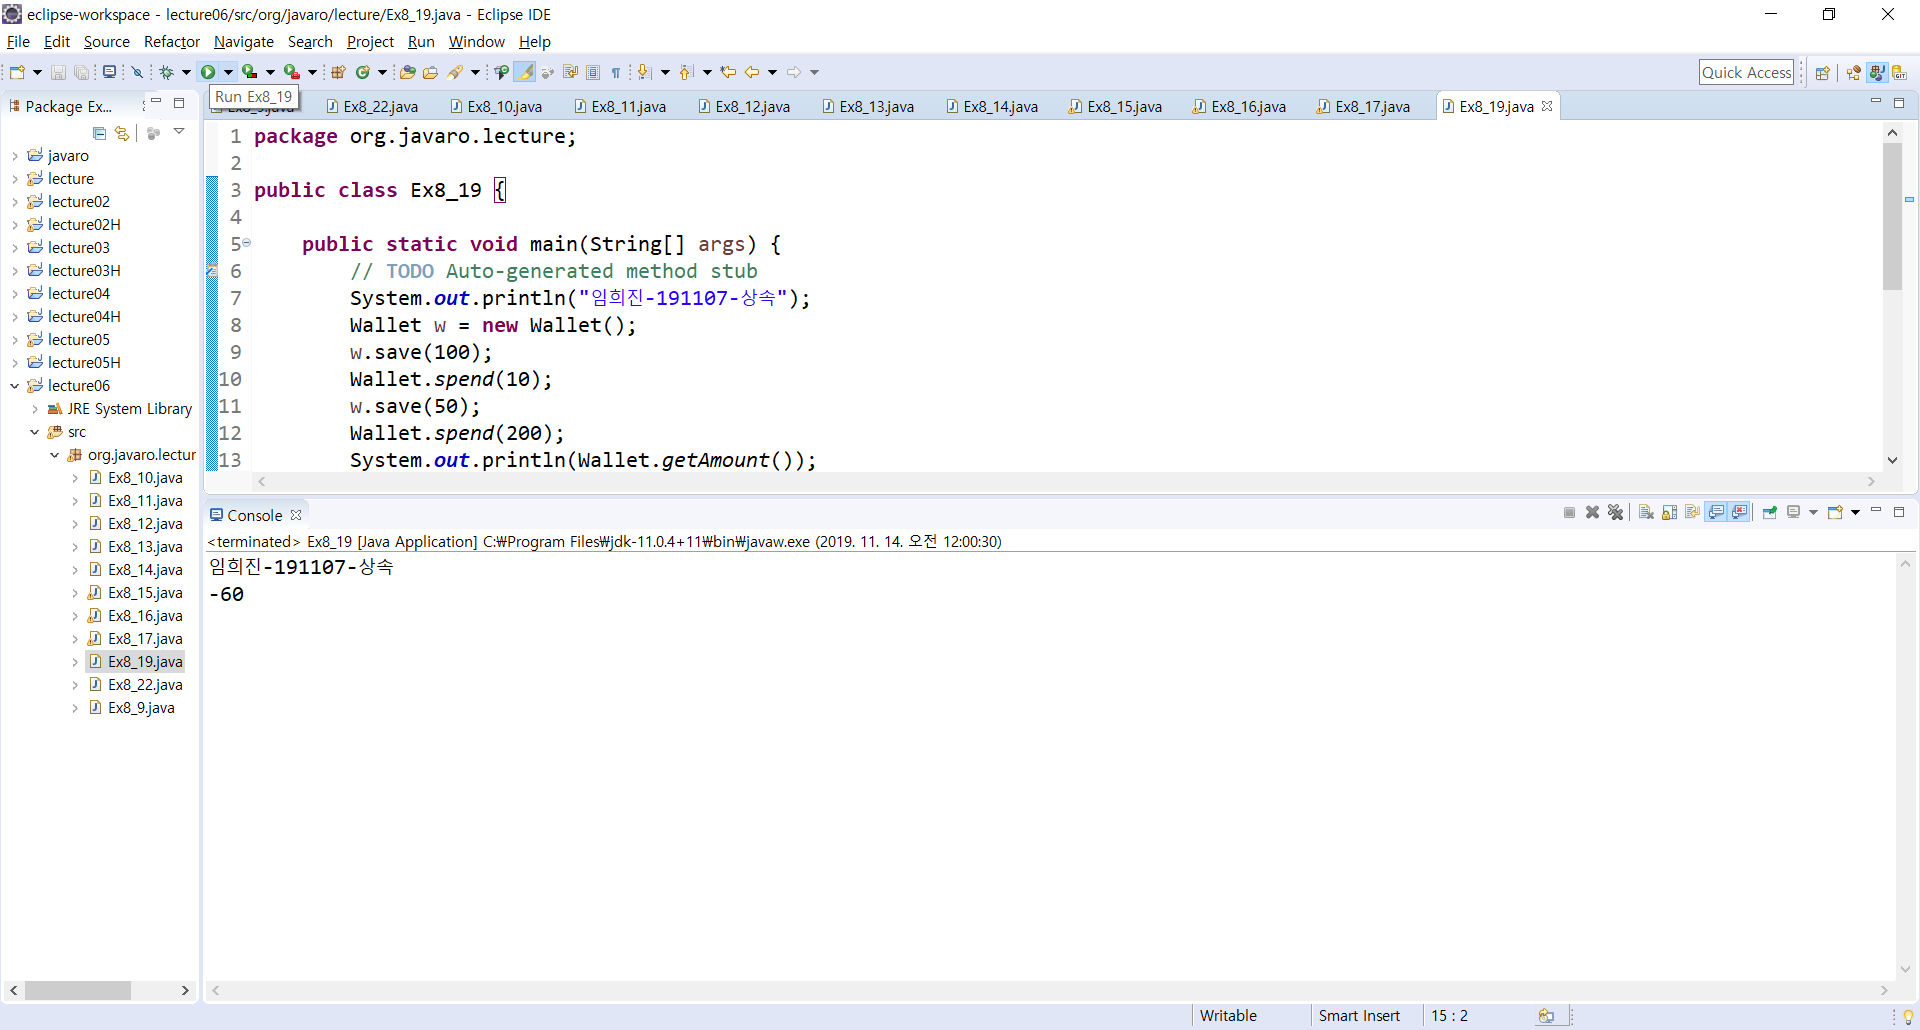 eclipse-workspace - lecture06/src/org/javaro/lecture/Ex8_19.java - Eclipse IDE
File Edit Source Refactor Navigate Search Project Run Window Help
Quick Access
Run Ex8_19
Package Ex...
Ex8_22.java Ex8_10.java Ex8_11.java Ex8_12.java Ex8_13.java Ex8_14.java Ex8_15.java Ex8_16.java Ex8_17.java Ex8_19.java
javaro
lecture
lecture02
lecture02H
lecture03
lecture03H
lecture04
lecture04H
lecture05
lecture05H
lecture06
JRE System Library
src
org.javaro.lectur
Ex8_10.java
Ex8_11.java
Ex8_12.java
Ex8_13.java
Ex8_14.java
Ex8_15.java
Ex8_16.java
Ex8_17.java
Ex8_19.java
Ex8_22.java
Ex8_9.java
1 package org.javaro.lecture;
2
3 public class Ex8_19 {
4
5 public static void main(String[] args) {
6 // TODO Auto-generated method stub
7 System.out.println("임희진-191107-상속");
8 Wallet w = new Wallet();
9 w.save(100);
10 Wallet.spend(10);
11 w.save(50);
12 Wallet.spend(200);
13 System.out.println(Wallet.getAmount());
Console
<terminated> Ex8_19 [Java Application] C:₩Program Files₩jdk-11.0.4+11₩bin₩javaw.exe (2019. 11. 14. 오전 12:00:30)
임희진-191107-상속
-60
Writable Smart Insert 15 : 2